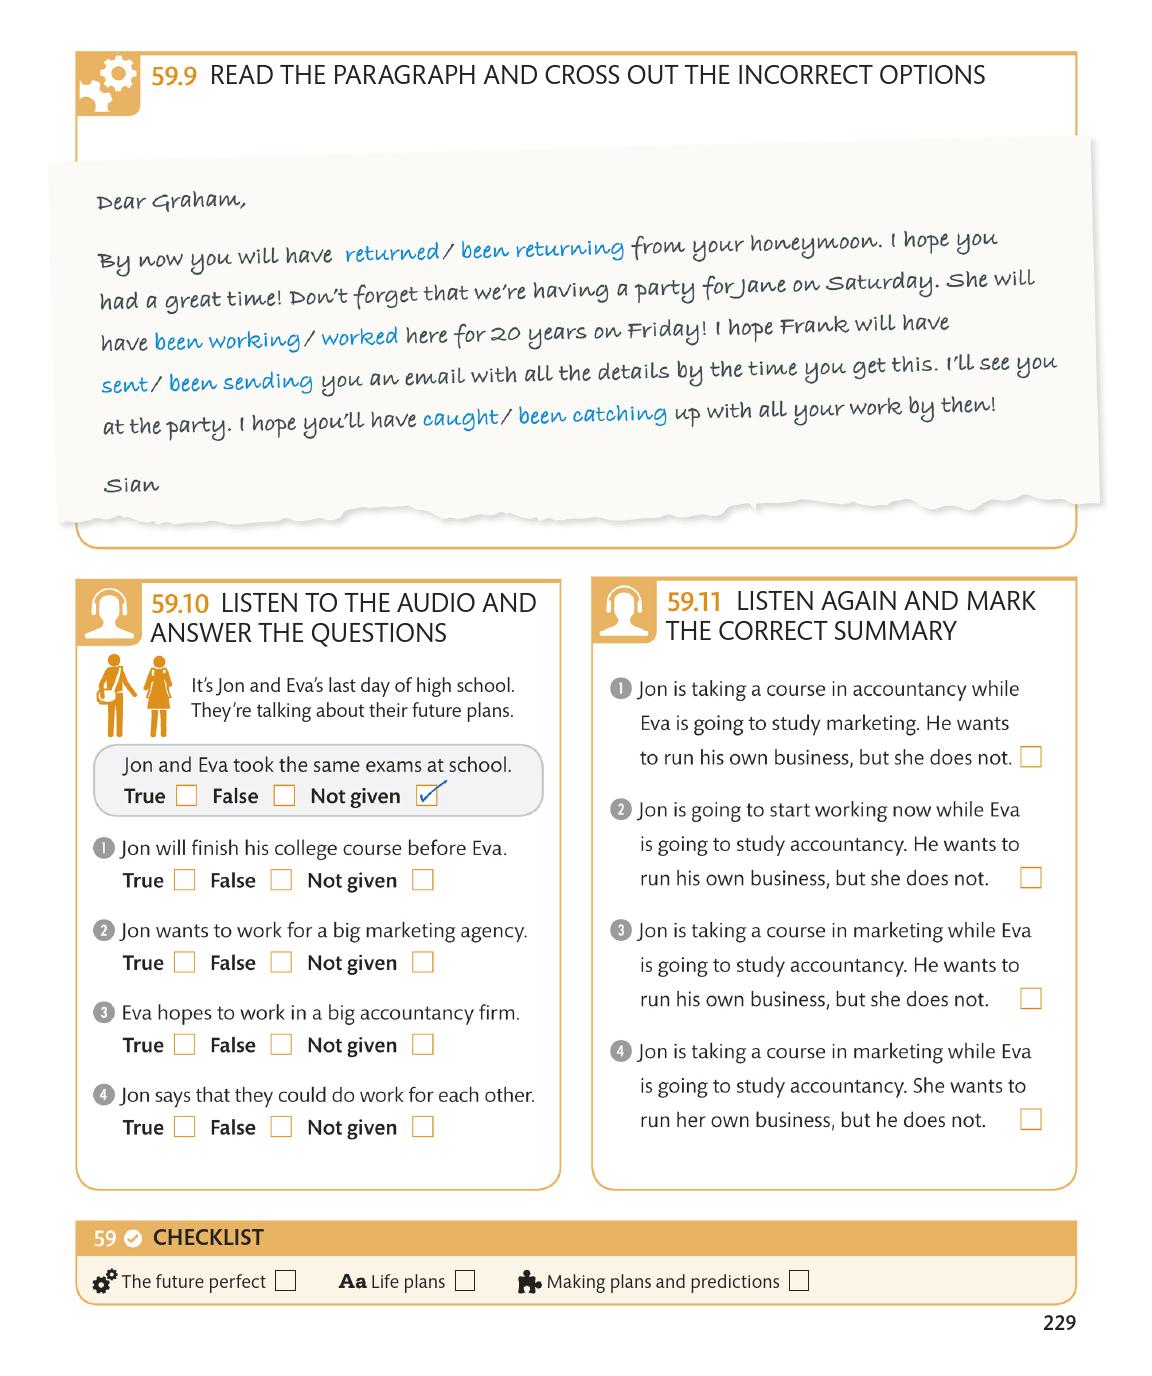 59.9 READ THE PARAGRAPH AND CROSS OUT THE INCORRECT OPTIONS
Dear Graham,
By now you will have returned / been returning from your honeymoon. I hope you
had a great time! Don't forget that we're having a party for Jane on Saturday. She will
have been working / worked here for 20 years on Friday! I hope Frank will have
sent / been sending you an email with all the details by the time you get this. I'll see you
at the party. I hope you'll have caught / been catching up with all your work by then!
Sian
59.10 LISTEN TO THE AUDIO AND
ANSWER THE QUESTIONS
It's Jon and Eva's last day of high school.
They're talking about their future plans.
Jon and Eva took the same exams at school.
True False Not given
1 Jon will finish his college course before Eva.
True False Not given
2 Jon wants to work for a big marketing agency.
True False Not given
3 Eva hopes to work in a big accountancy firm.
True False Not given
4 Jon says that they could do work for each other.
True False Not given
59.11 LISTEN AGAIN AND MARK
THE CORRECT SUMMARY
1 Jon is taking a course in accountancy while
Eva is going to study marketing. He wants
to run his own business, but she does not.
2 Jon is going to start working now while Eva
is going to study accountancy. He wants to
run his own business, but she does not.
3 Jon is taking a course in marketing while Eva
is going to study accountancy. He wants to
run his own business, but she does not.
4 Jon is taking a course in marketing while Eva
is going to study accountancy. She wants to
run her own business, but he does not.
59 CHECKLIST
The future perfect Aa Life plans Making plans and predictions
229